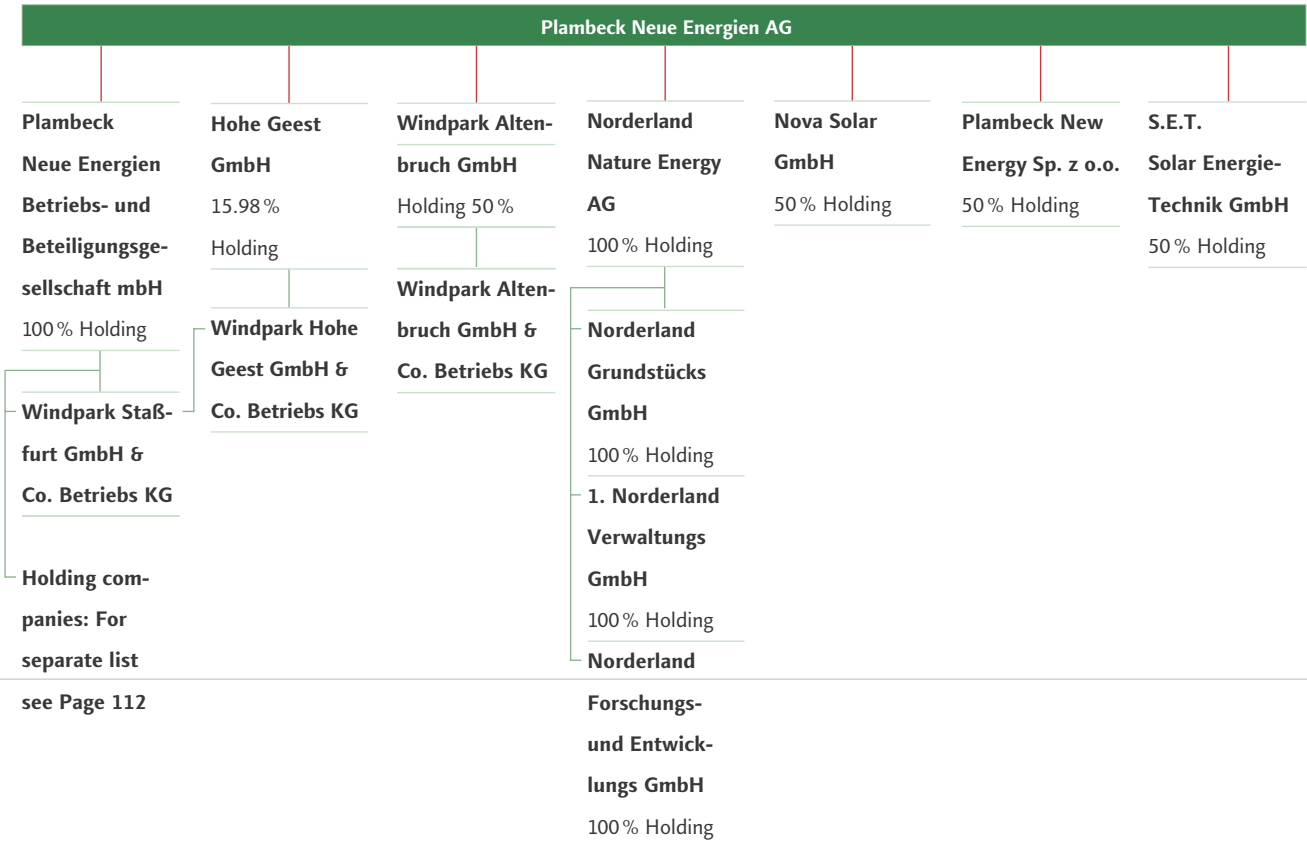 Plambeck Neue Energien AG
Plambeck
Neue Energien
Betriebs- und
Beteiligungsge-
sellschaft mbH
100 % Holding
Windpark Staß-
furt GmbH &
Co. Betriebs KG
Holding com-
panies: For
separate list
see Page 112
Hohe Geest
GmbH
15.98 %
Holding
Windpark Hohe
Geest GmbH &
Co. Betriebs KG
Windpark Alten-
bruch GmbH
Holding 50 %
Windpark Alten-
bruch GmbH &
Co. Betriebs KG
Norderland
Nature Energy
AG
100 % Holding
Norderland
Grundstücks
GmbH
100 % Holding
1. Norderland
Verwaltungs
GmbH
100 % Holding
Norderland
Forschungs-
und Entwick-
lungs GmbH
100 % Holding
Nova Solar
GmbH
50 % Holding
Plambeck New
Energy Sp. z o.o.
50 % Holding
S.E.T.
Solar Energie-
Technik GmbH
50 % Holding